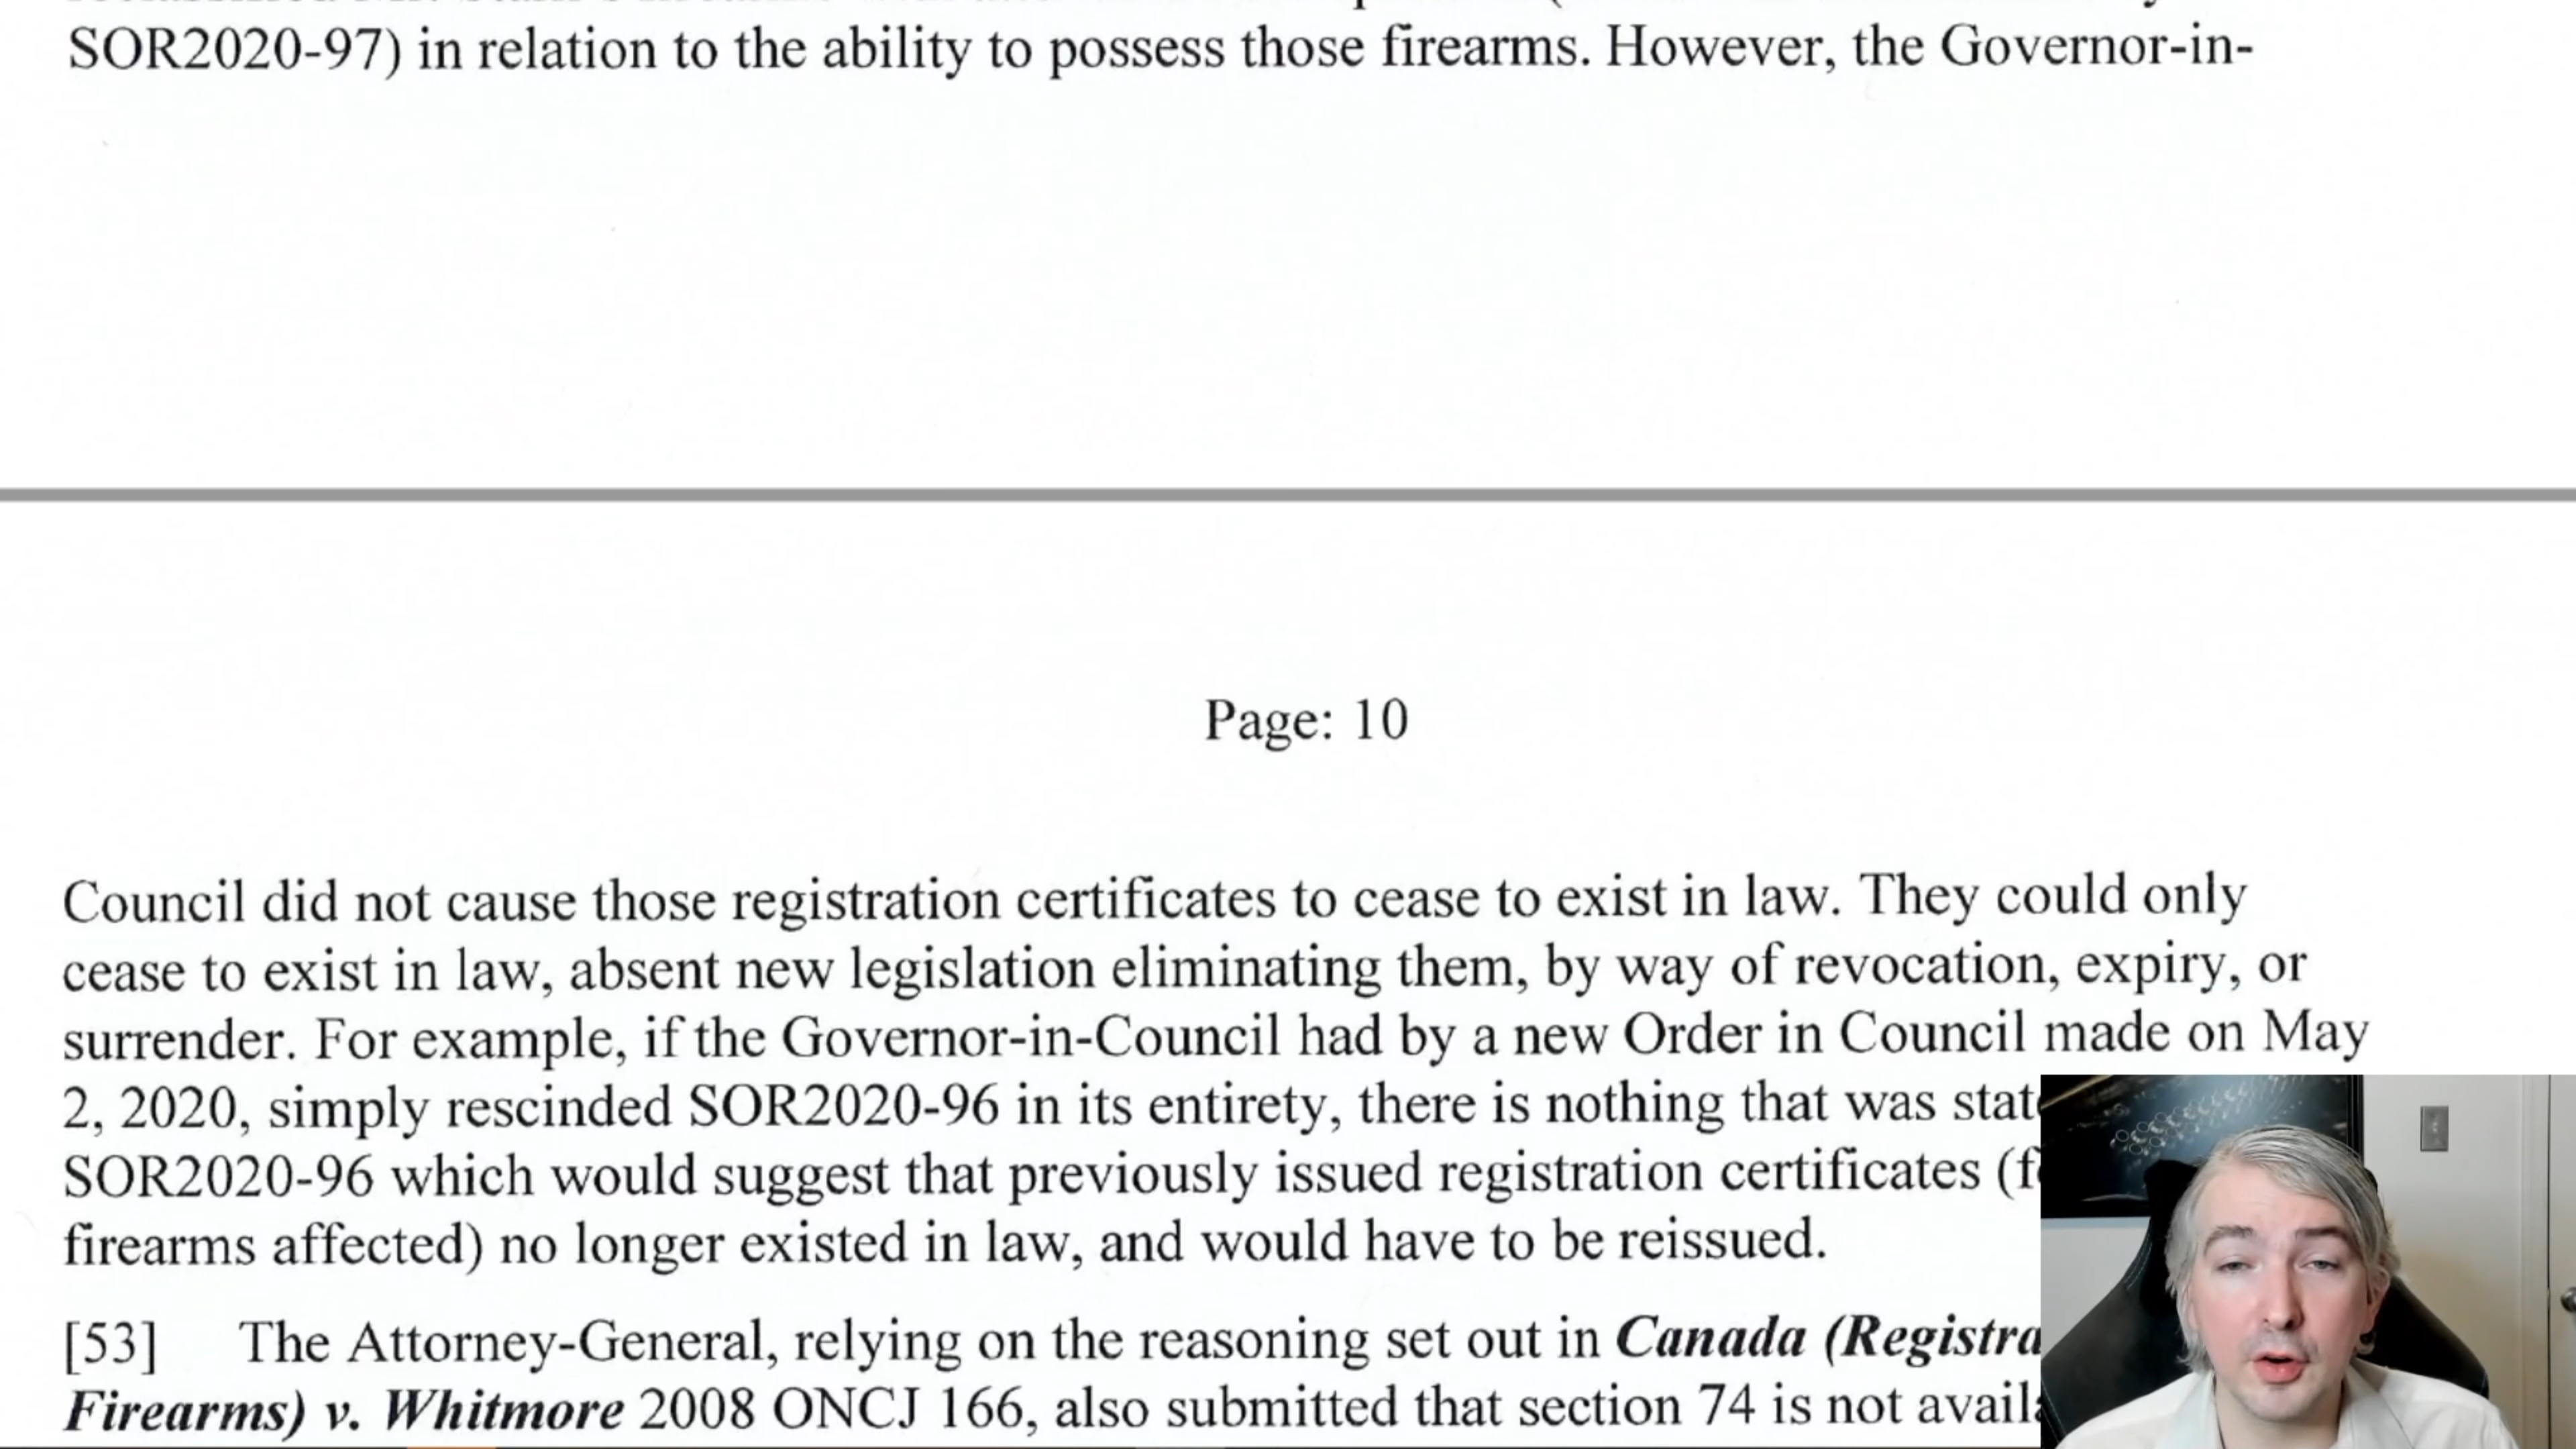 SOR2020-97) in relation to the ability to possess those firearms. However, the Governor-in-
Page: 10
Council did not cause those registration certificates to cease to exist in law. They could only
cease to exist in law, absent new legislation eliminating them, by way of revocation, expiry, or
surrender. For example, if the Governor-in-Council had by a new Order in Council made on May
2, 2020, simply rescinded SOR2020-96 in its entirety, there is nothing that was
SOR2020-96 which would suggest that previously issued registration certificates
firearms affected) no longer existed in law, and would have to be reissued.
[53] The Attorney-General, relying on the reasoning set out in Canada
Firearms) v. Whitmore 2008 ONCJ 166, also submitted that section 74 is not